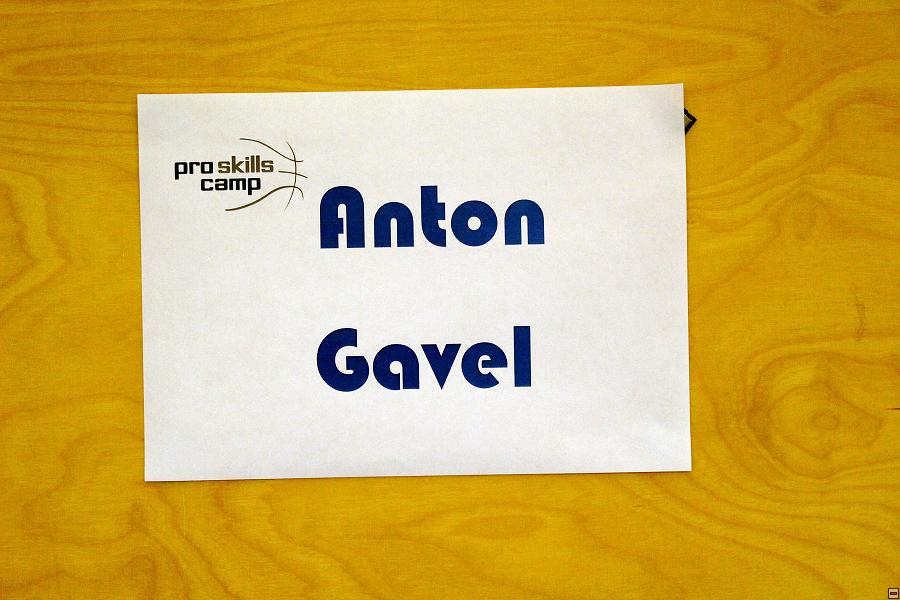 pro skills
camp
Anton
Gavel